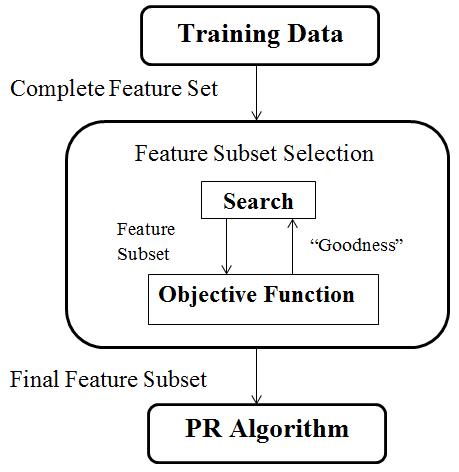 Training Data
Complete Feature Set
Feature Subset Selection
Search
Feature
Subset
“Goodness”
Objective Function
Final Feature Subset
PR Algorithm